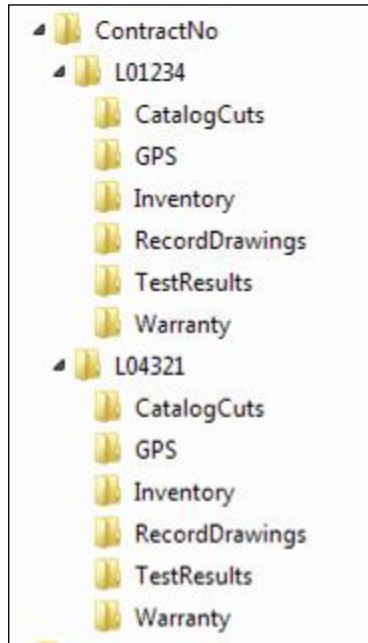 ContractNo
L01234
CatalogCuts
GPS
Inventory
RecordDrawings
TestResults
Warranty
L04321
CatalogCuts
GPS
Inventory
RecordDrawings
TestResults
Warranty